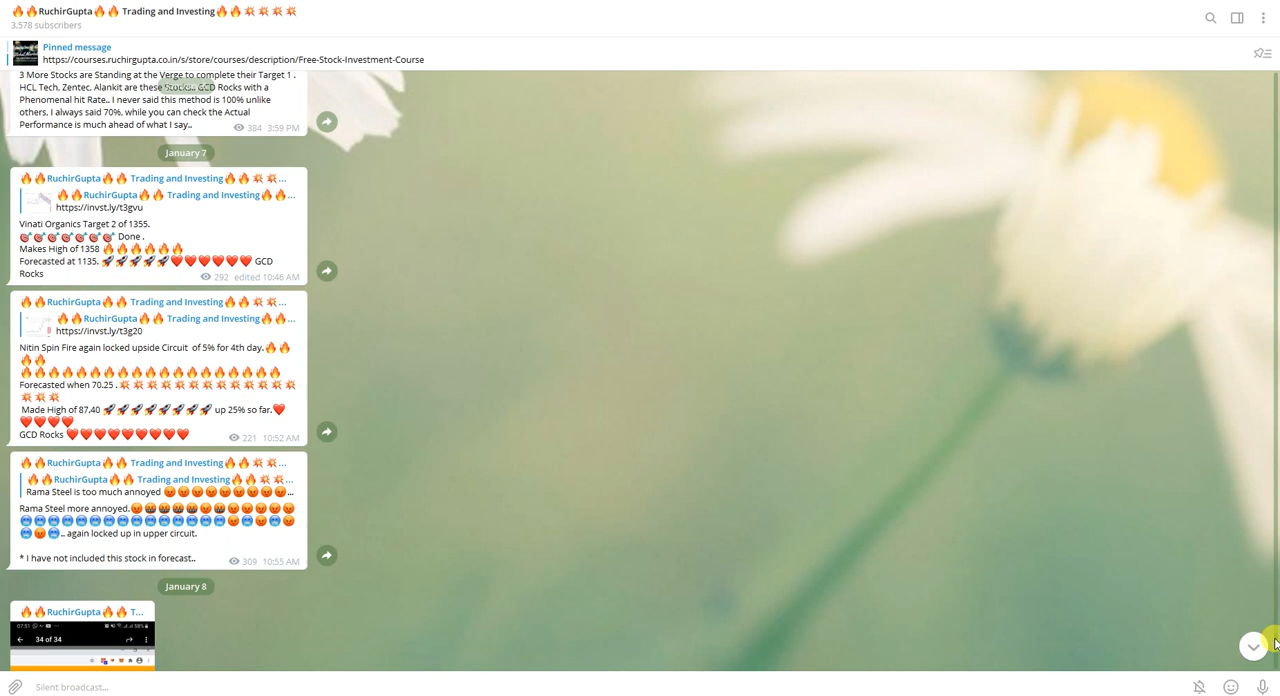 🔥🔥RuchirGupta🔥🔥 Trading and Investing🔥🔥💥💥💥💥
3,578 subscribers
Pinned message
https://courses.ruchirgupta.co.in/s/store/courses/description/Free-Stock-Investment-Course
3 More Stocks are Standing at the Verge to complete their Target 1 .
HCL Tech, Zentec, Alankit are these Stocks.. GCD Rocks with a
Phenomenal hit Rate.. I never said this method is 100% unlike
others, I always said 70%, while you can check the Actual
Performance is much ahead of what I say..
384 3:59 PM
January 7
🔥🔥RuchirGupta🔥🔥 Trading and Investing🔥🔥💥💥...
🔥🔥RuchirGupta🔥🔥 Trading and Investing🔥🔥...
https://invst.ly/t3gvu
Vinati Organics Target 2 of 1355.
🎯🎯🎯🎯🎯🎯🎯 Done .
Makes High of 1358 🔥🔥🔥🔥🔥🔥
Forecasted at 1135. 🚀🚀🚀🚀🚀❤❤❤❤❤❤ GCD
Rocks
292 edited 10:46 AM
🔥🔥RuchirGupta🔥🔥 Trading and Investing🔥🔥💥💥...
🔥🔥RuchirGupta🔥🔥 Trading and Investing🔥🔥...
https://invst.ly/t3g20
Nitin Spin Fire again locked upside Circuit of 5% for 4th day.🔥🔥
🔥🔥
🔥🔥🔥🔥🔥🔥🔥🔥🔥🔥🔥🔥🔥🔥🔥🔥🔥🔥🔥
Forecasted when 70.25 .💥💥💥💥💥💥💥💥💥💥💥💥💥
💥💥💥
Made High of 87.40 🚀🚀🚀🚀🚀🚀🚀🚀 up 25% so far.❤
❤❤❤❤
GCD Rocks ❤❤❤❤❤❤❤❤❤
221 10:52 AM
🔥🔥RuchirGupta🔥🔥 Trading and Investing🔥🔥💥💥...
🔥🔥RuchirGupta🔥🔥 Trading and Investing🔥🔥💥💥...
Rama Steel is too much annoyed 😡😡😡😡😡😡😡😡😡...
Rama Steel more annoyed.😡🤬🤬🤬🤬😡🤬😡😡😡😡😡
🥶🥶🥶🥶🥶🥶🥶🥶🥶🥶🥶🥶🥶🥶🥶😡🥶😡🥶😡
🥶😡🥶.. again locked up in upper circuit.
* I have not included this stock in forecast..
309 10:55 AM
January 8
🔥🔥RuchirGupta🔥🔥 T...
07:51
58%
34 of 34
Silent broadcast...